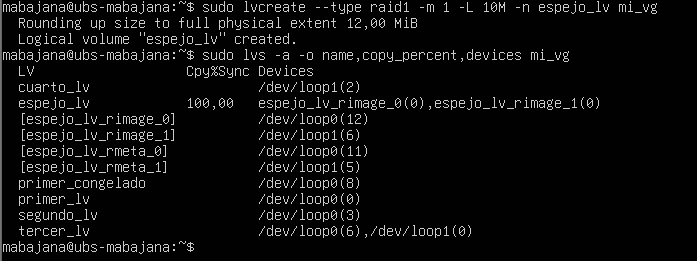 mabajana@ubs-mabajana:~$ sudo lvcreate --type raid1 -m 1 -L 10M -n espejo_lv mi_vg
  Rounding up size to full physical extent 12,00 MiB
  Logical volume "espejo_lv" created.
mabajana@ubs-mabajana:~$ sudo lvs -a -o name,copy_percent,devices mi_vg
  LV                   Cpy%Sync Devices
  cuarto_lv                     /dev/loop1(2)
  espejo_lv            100,00   espejo_lv_rimage_0(0),espejo_lv_rimage_1(0)
  [espejo_lv_rimage_0]          /dev/loop0(12)
  [espejo_lv_rimage_1]          /dev/loop1(6)
  [espejo_lv_rmeta_0]           /dev/loop0(11)
  [espejo_lv_rmeta_1]           /dev/loop1(5)
  primer_congelado              /dev/loop0(8)
  primer_lv                     /dev/loop0(0)
  segundo_lv                    /dev/loop0(3)
  tercer_lv                     /dev/loop0(6),/dev/loop1(0)
mabajana@ubs-mabajana:~$